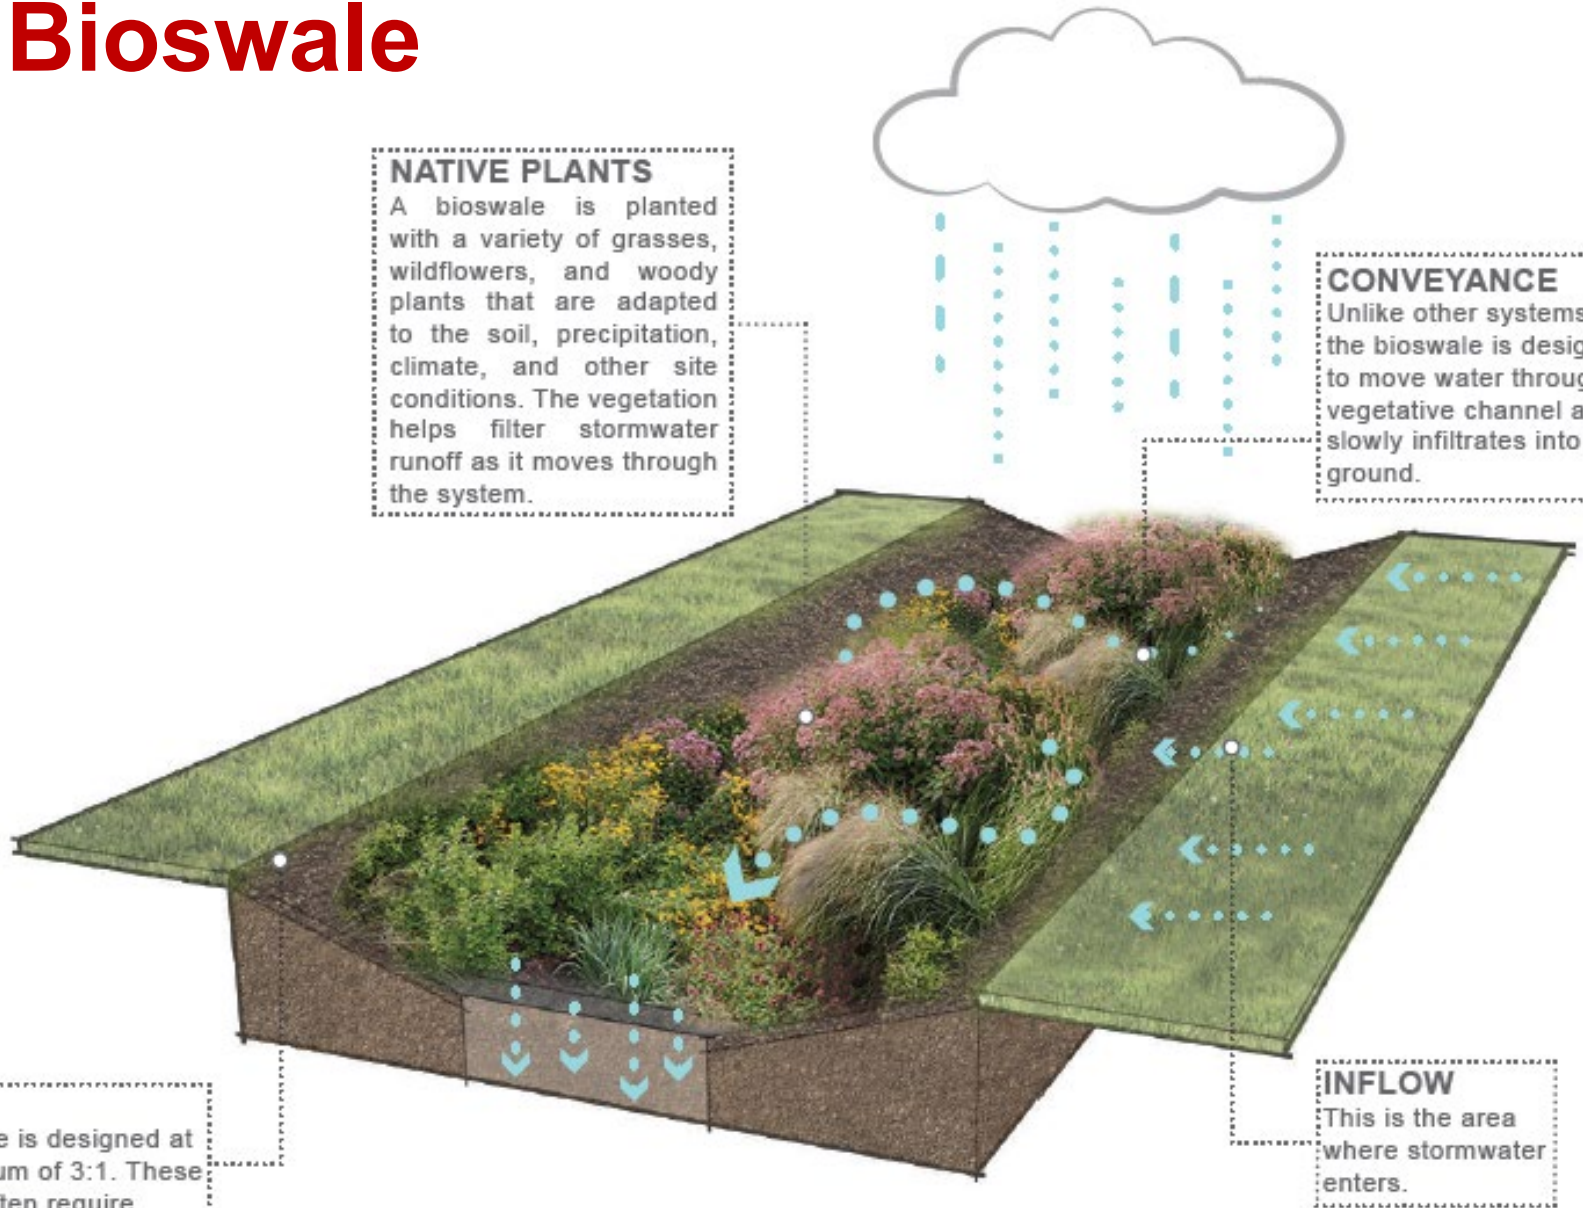 Bioswale
NATIVE PLANTS
A bioswale is planted
with a variety of grasses,
wildflowers, and woody
plants that are adapted
to the soil, precipitation,
climate, and other site
conditions. The vegetation
helps filter stormwater
runoff as it moves through
the system.
CONVEYANCE
Unlike other systems
the bioswale is desig
to move water throug
vegetative channel a
slowly infiltrates into
ground.
e is designed at
um of 3:1. These
ten require
INFLOW
This is the area
where stormwater
enters.